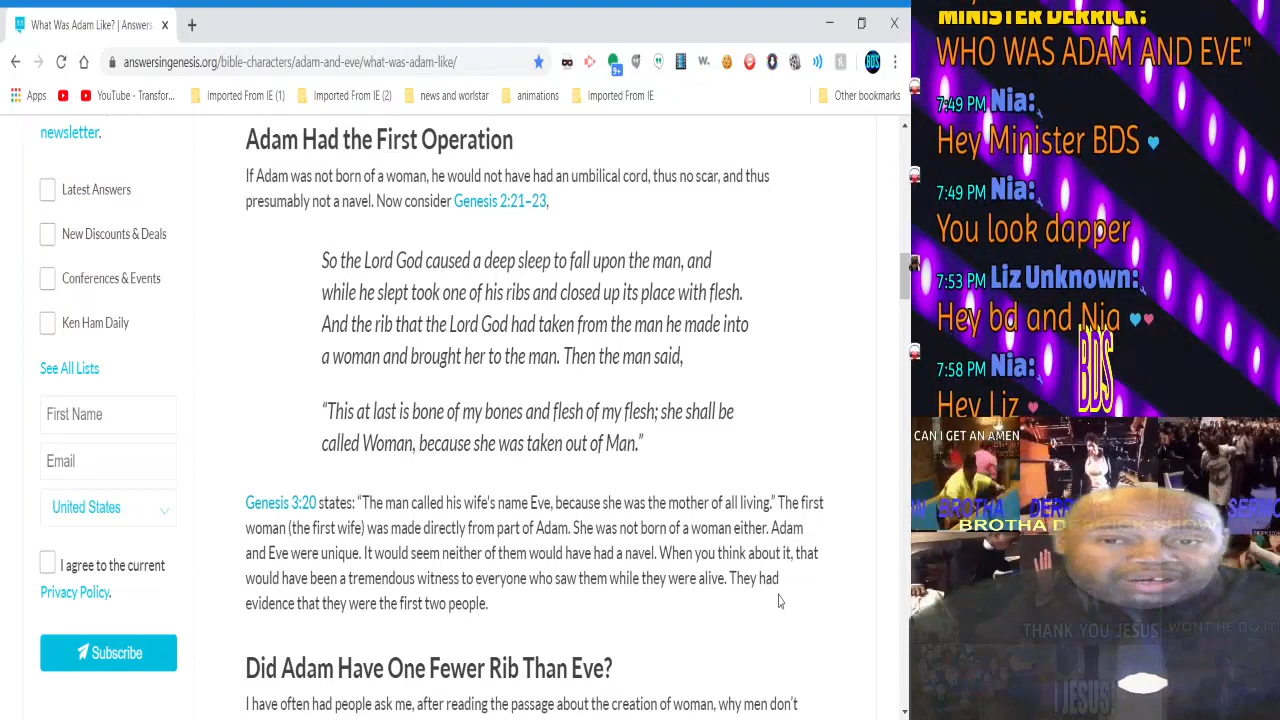 What Was Adam Like? | Answers
answersingenesis.org/bible-characters/adam-and-eve/what-was-adam-like/
9+
W.
BDS
Apps
YouTube - Transfor...
Imported From IE (1)
Imported From IE (2)
news and worlstar
animations
Imported From IE
Other bookmarks
newsletter.
Latest Answers
New Discounts & Deals
Conferences & Events
Ken Ham Daily
See All Lists
First Name
Email
United States
I agree to the current
Privacy Policy.
Subscribe
Adam Had the First Operation
If Adam was not born of a woman, he would not have had an umbilical cord, thus no scar, and thus
presumably not a navel. Now consider Genesis 2:21–23,
So the Lord God caused a deep sleep to fall upon the man, and
while he slept took one of his ribs and closed up its place with flesh.
And the rib that the Lord God had taken from the man he made into
a woman and brought her to the man. Then the man said,
“This at last is bone of my bones and flesh of my flesh; she shall be
called Woman, because she was taken out of Man.”
Genesis 3:20 states: “The man called his wife’s name Eve, because she was the mother of all living.” The first
woman (the first wife) was made directly from part of Adam. She was not born of a woman either. Adam
and Eve were unique. It would seem neither of them would have had a navel. When you think about it, that
would have been a tremendous witness to everyone who saw them while they were alive. They had
evidence that they were the first two people.
Did Adam Have One Fewer Rib Than Eve?
I have often had people ask me, after reading the passage about the creation of woman, why men don’t
MINISTER DERRICK:
WHO WAS ADAM AND EVE"
7:49 PM Nia:
Hey Minister BDS
7:49 PM Nia:
You look dapper
7:53 PM Liz Unknown:
Hey bd and Nia
7:58 PM Nia:
Hey Liz
BDS
CAN I GET AN AMEN
BROTHA
BROTHA DERRICK SHOW
THANK YOU JESUS
WONT HE DO IT
JESUS